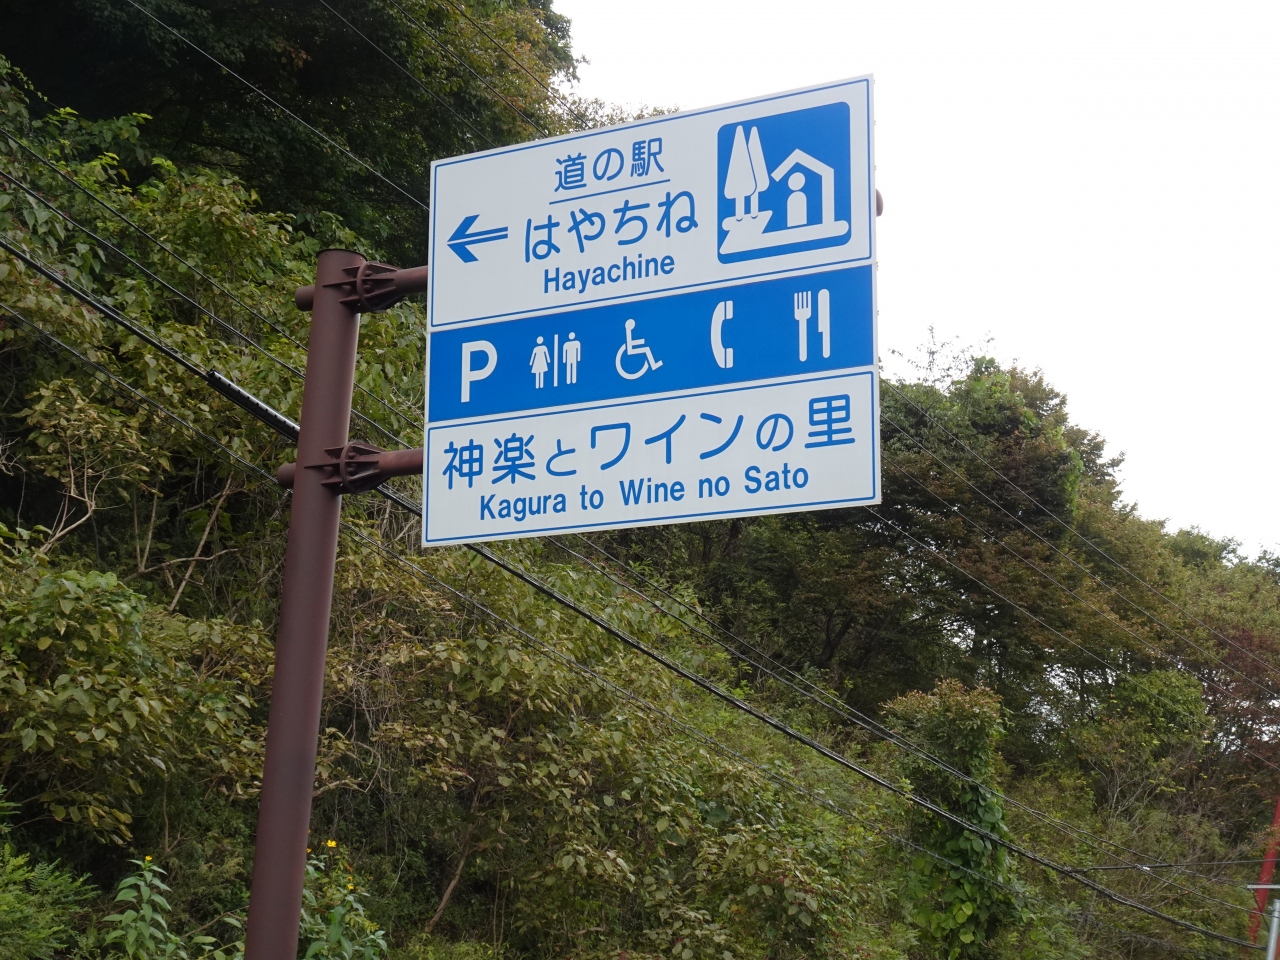 道の駅
はやちね
Hayachine
P
神楽とワインの里
Kagura to Wine no Sato